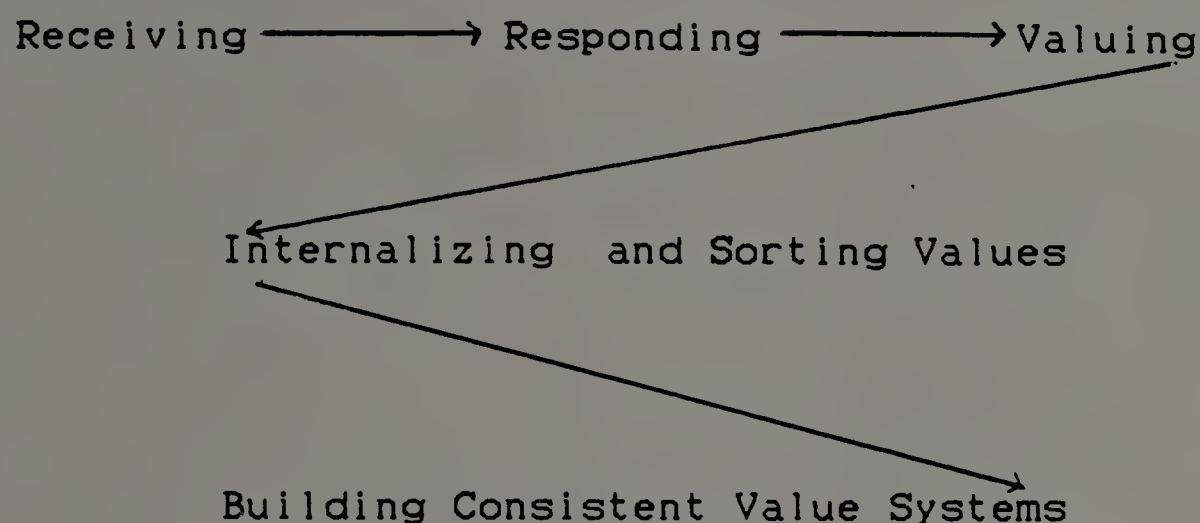 Receiving → Responding → Valuing
Internalizing and Sorting Values
Building Consistent Value Systems